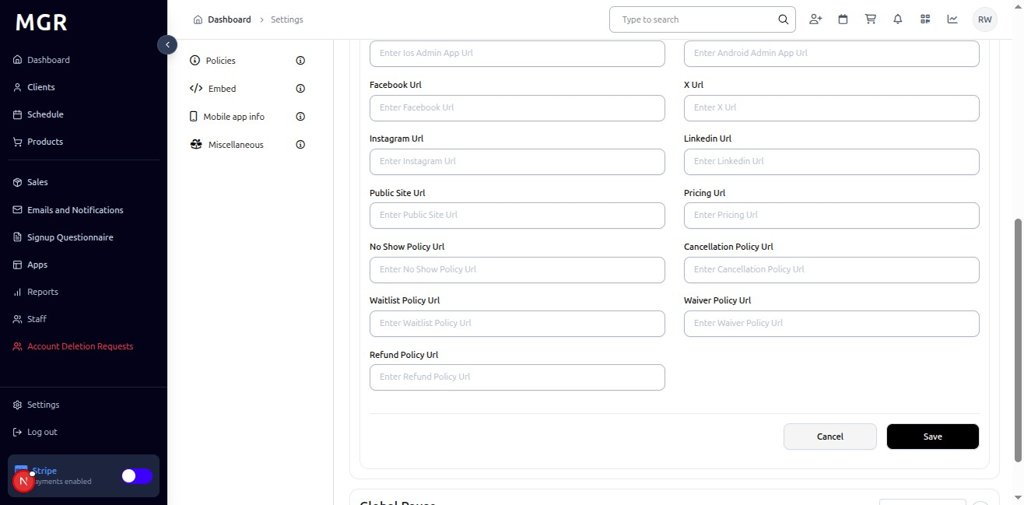 MGR
Dashboard
Clients
Schedule
Products
Sales
Emails and Notifications
Signup Questionnaire
Apps
Reports
Staff
Account Deletion Requests
Settings
Log out
Stripe
ayments enabled
N
Dashboard > Settings
Type to search
RW
Policies
Embed
Mobile app info
Miscellaneous
Enter Ios Admin App Url
Enter Android Admin App Url
Facebook Url
X Url
Enter Facebook Url
Enter X Url
Instagram Url
Linkedin Url
Enter Instagram Url
Enter Linkedin Url
Public Site Url
Pricing Url
Enter Public Site Url
Enter Pricing Url
No Show Policy Url
Cancellation Policy Url
Enter No Show Policy Url
Enter Cancellation Policy Url
Waitlist Policy Url
Waiver Policy Url
Enter Waitlist Policy Url
Enter Waiver Policy Url
Refund Policy Url
Enter Refund Policy Url
Cancel
Save
Global Pause